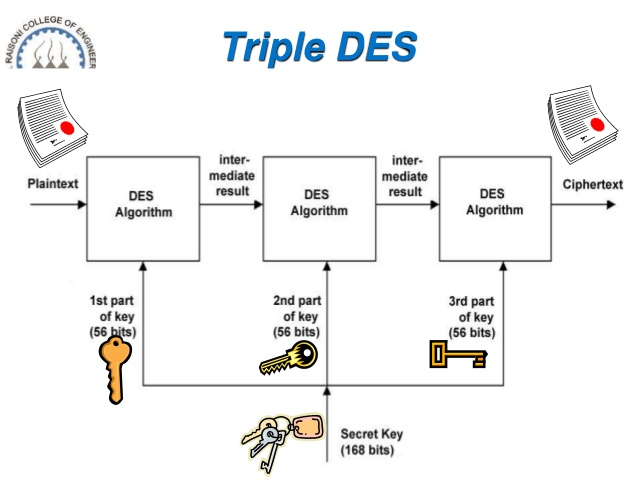 RAISONI COLLEGE OF ENGINEER
Triple DES
Plaintext
DES
Algorithm
inter-
mediate
result
DES
Algorithm
inter-
mediate
result
DES
Algorithm
Ciphertext
1st part
of key
(56 bits)
2nd part
of key
(56 bits)
3rd part
of key
(56 bits)
Secret Key
(168 bits)